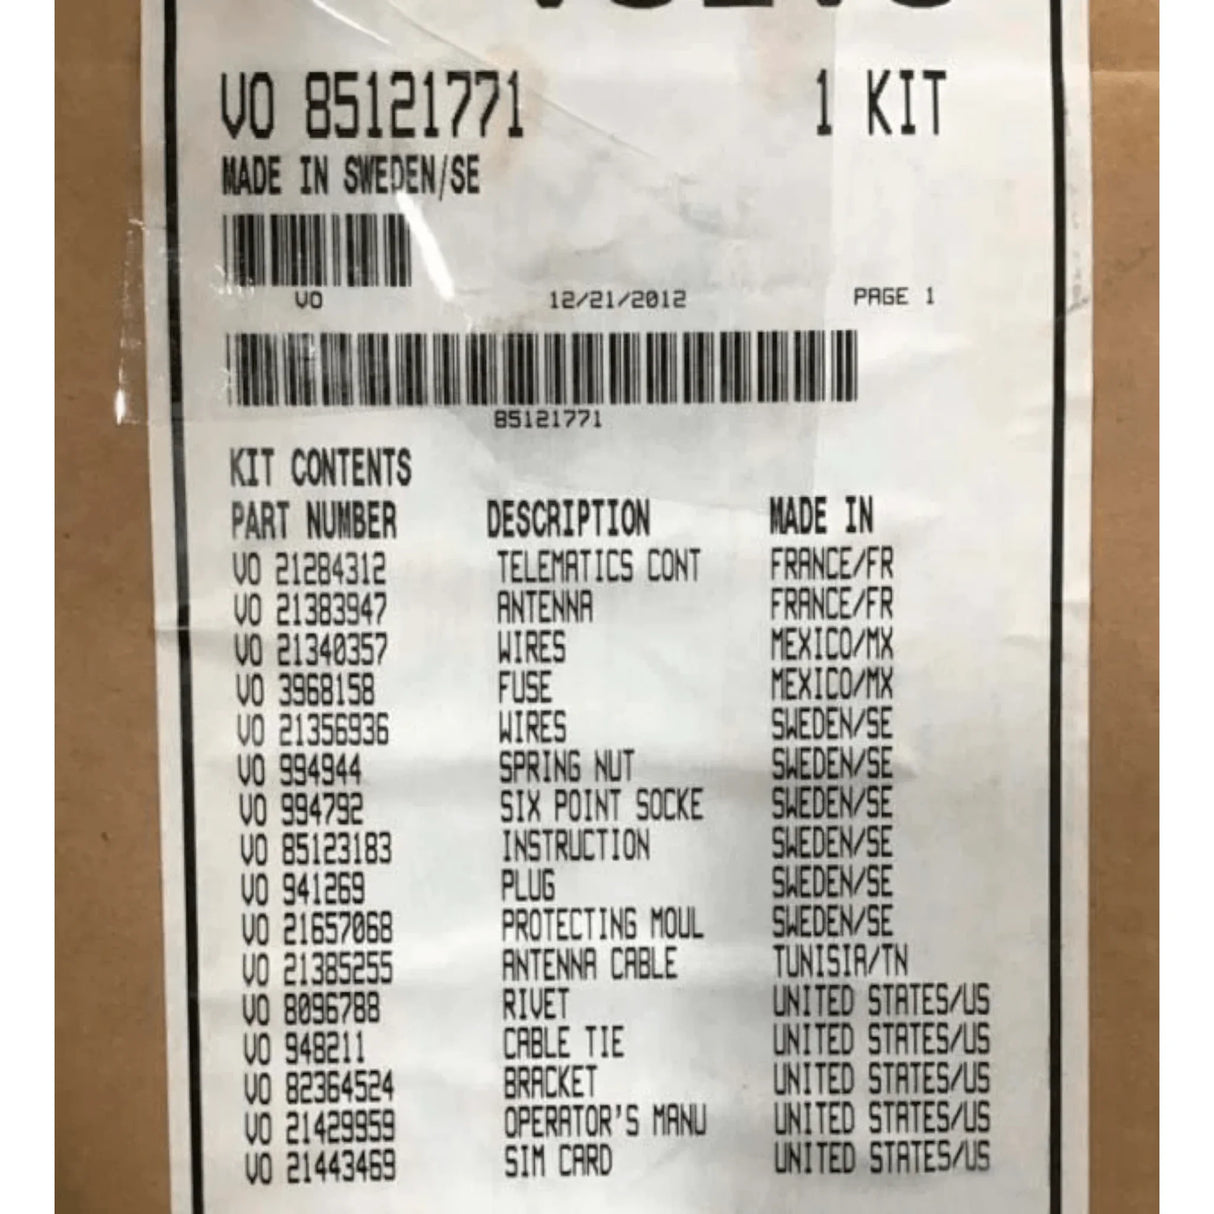 VO 85121771 1 KIT
MADE IN SWEDEN/SE
VO 12/21/2012 PAGE 1
85121771
KIT CONTENTS
PART NUMBER DESCRIPTION MADE IN
VO 21284312 TELEMATICS CONT FRANCE/FR
VO 21383947 ANTENNA FRANCE/FR
VO 21340357 WIRES MEXICO/MX
VO 3968158 FUSE MEXICO/MX
VO 21356936 WIRES SWEDEN/SE
VO 994944 SPRING NUT SWEDEN/SE
VO 994792 SIX POINT SOCKE SWEDEN/SE
VO 85123183 INSTRUCTION SWEDEN/SE
VO 941269 PLUG SWEDEN/SE
VO 21657068 PROTECTING MOUL SWEDEN/SE
VO 21385255 ANTENNA CABLE TUNISIA/TN
VO 8096788 RIVET UNITED STATES/US
VO 948211 CABLE TIE UNITED STATES/US
VO 82364524 BRACKET UNITED STATES/US
VO 21429959 OPERATOR'S MANU UNITED STATES/US
VO 21443469 SIM CARD UNITED STATES/US